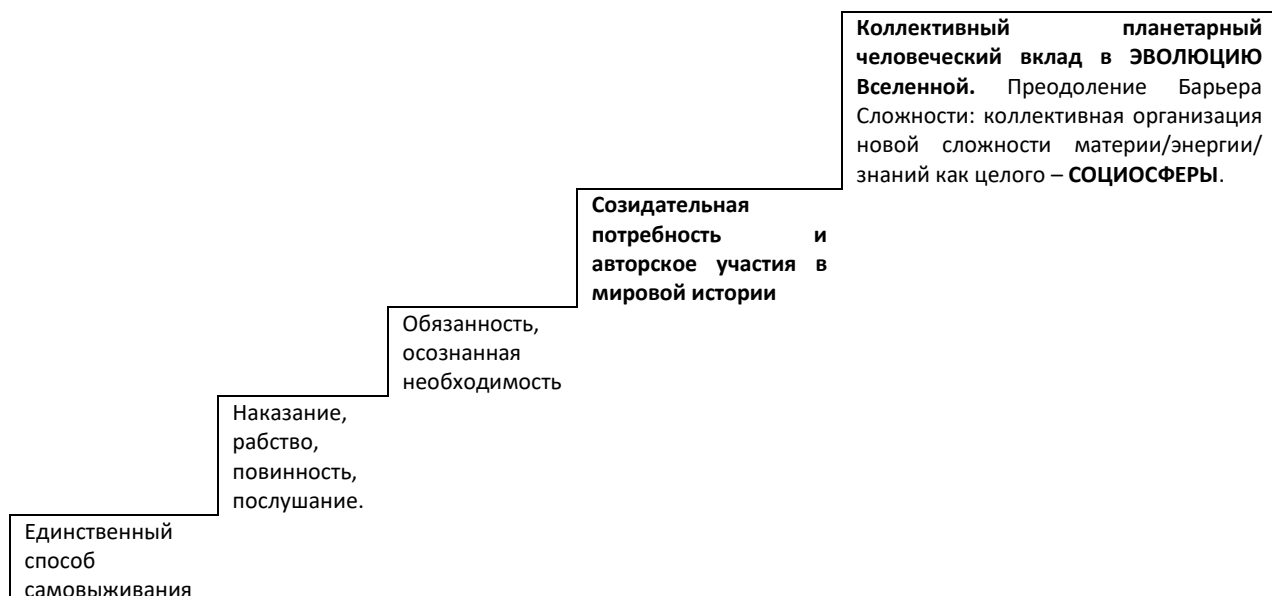 Коллективный планетарный
человеческий вклад в ЭВОЛЮЦИЮ
Вселенной. Преодоление Барьера
Сложности: коллективная организация
новой сложности материи/энергии/
знаний как целого – СОЦИОСФЕРЫ.
Созидательная
потребность и
авторское участия в
мировой истории
Обязанность,
осознанная
необходимость
Наказание,
рабство,
повинность,
послушание.
Единственный
способ
самовыживания